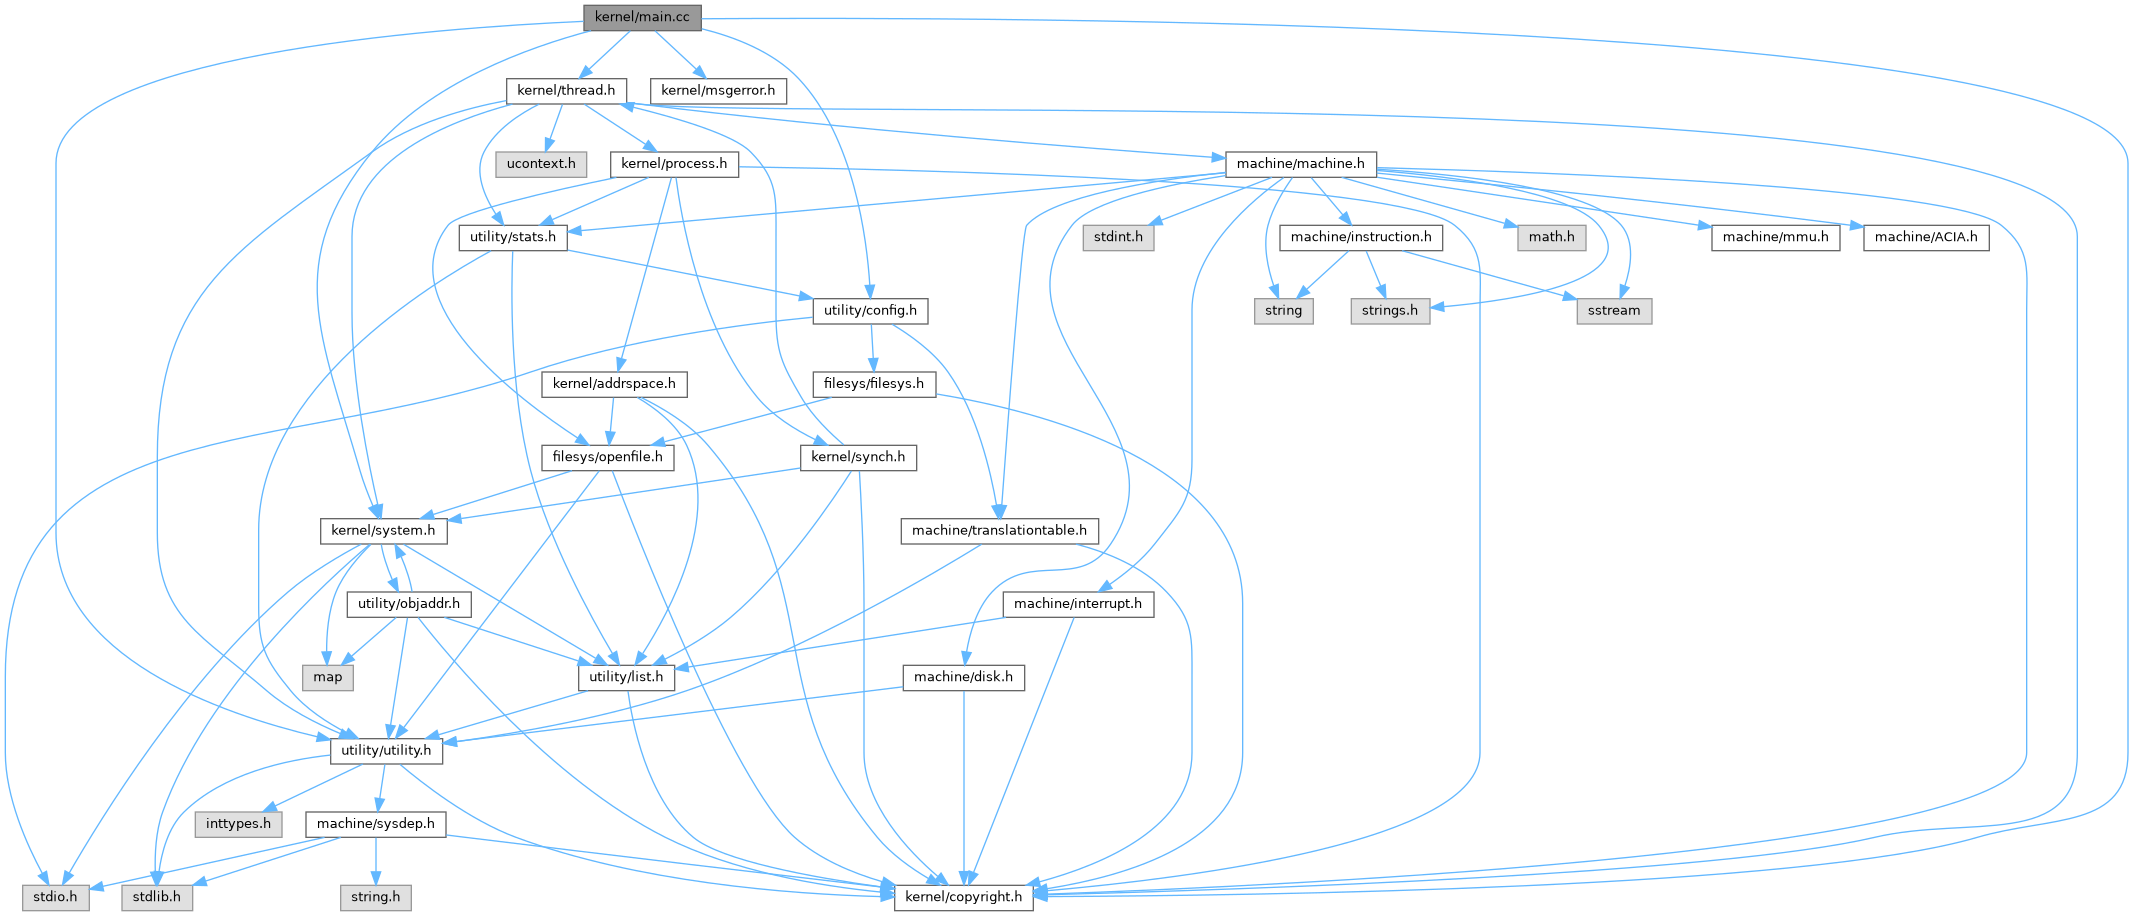 kernel/main.cc
kernel/thread.h
kernel/msgerror.h
ucontext.h
kernel/process.h
machine/machine.h
utility/stats.h
stdint.h
machine/instruction.h
math.h
machine/mmu.h
machine/ACIA.h
utility/config.h
string
strings.h
sstream
kernel/addrspace.h
filesys/filesys.h
filesys/openfile.h
kernel/synch.h
kernel/system.h
machine/translationtable.h
utility/objaddr.h
machine/interrupt.h
map
utility/list.h
machine/disk.h
utility/utility.h
inttypes.h
machine/sysdep.h
stdio.h
stdlib.h
string.h
kernel/copyright.h